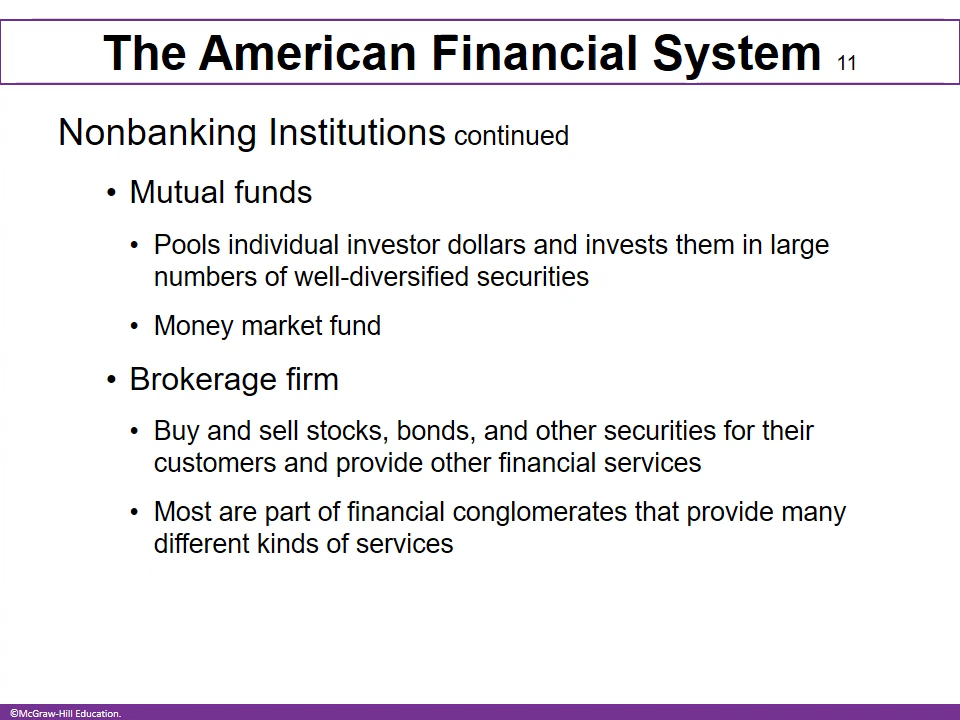 The American Financial System 11
Nonbanking Institutions continued
• Mutual funds
• Pools individual investor dollars and invests them in large
numbers of well-diversified securities
• Money market fund
• Brokerage firm
• Buy and sell stocks, bonds, and other securities for their
customers and provide other financial services
• Most are part of financial conglomerates that provide many
different kinds of services
©McGraw-Hill Education.